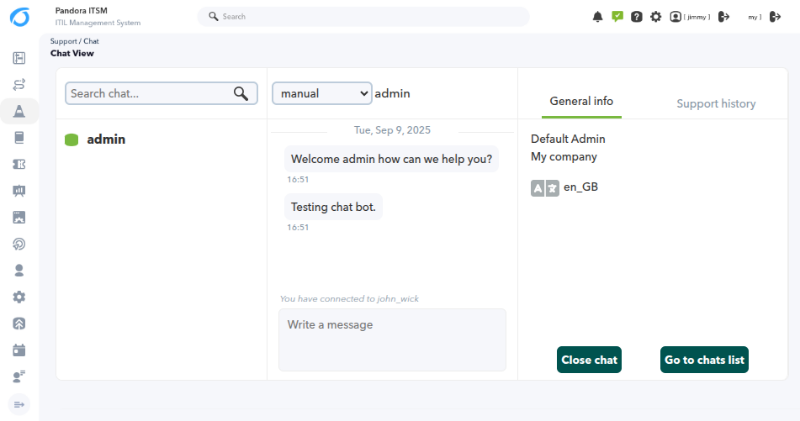 Pandora ITSM
ITIL Management System
Search
[ jimmy ]
my ]
Support / Chat
Chat View
Search chat...
manual
admin
General info
Support history
admin
Tue, Sep 9, 2025
Welcome admin how can we help you?
16:51
Testing chat bot.
16:51
Default Admin
My company
en_GB
You have connected to john_wick
Write a message
Close chat
Go to chats list